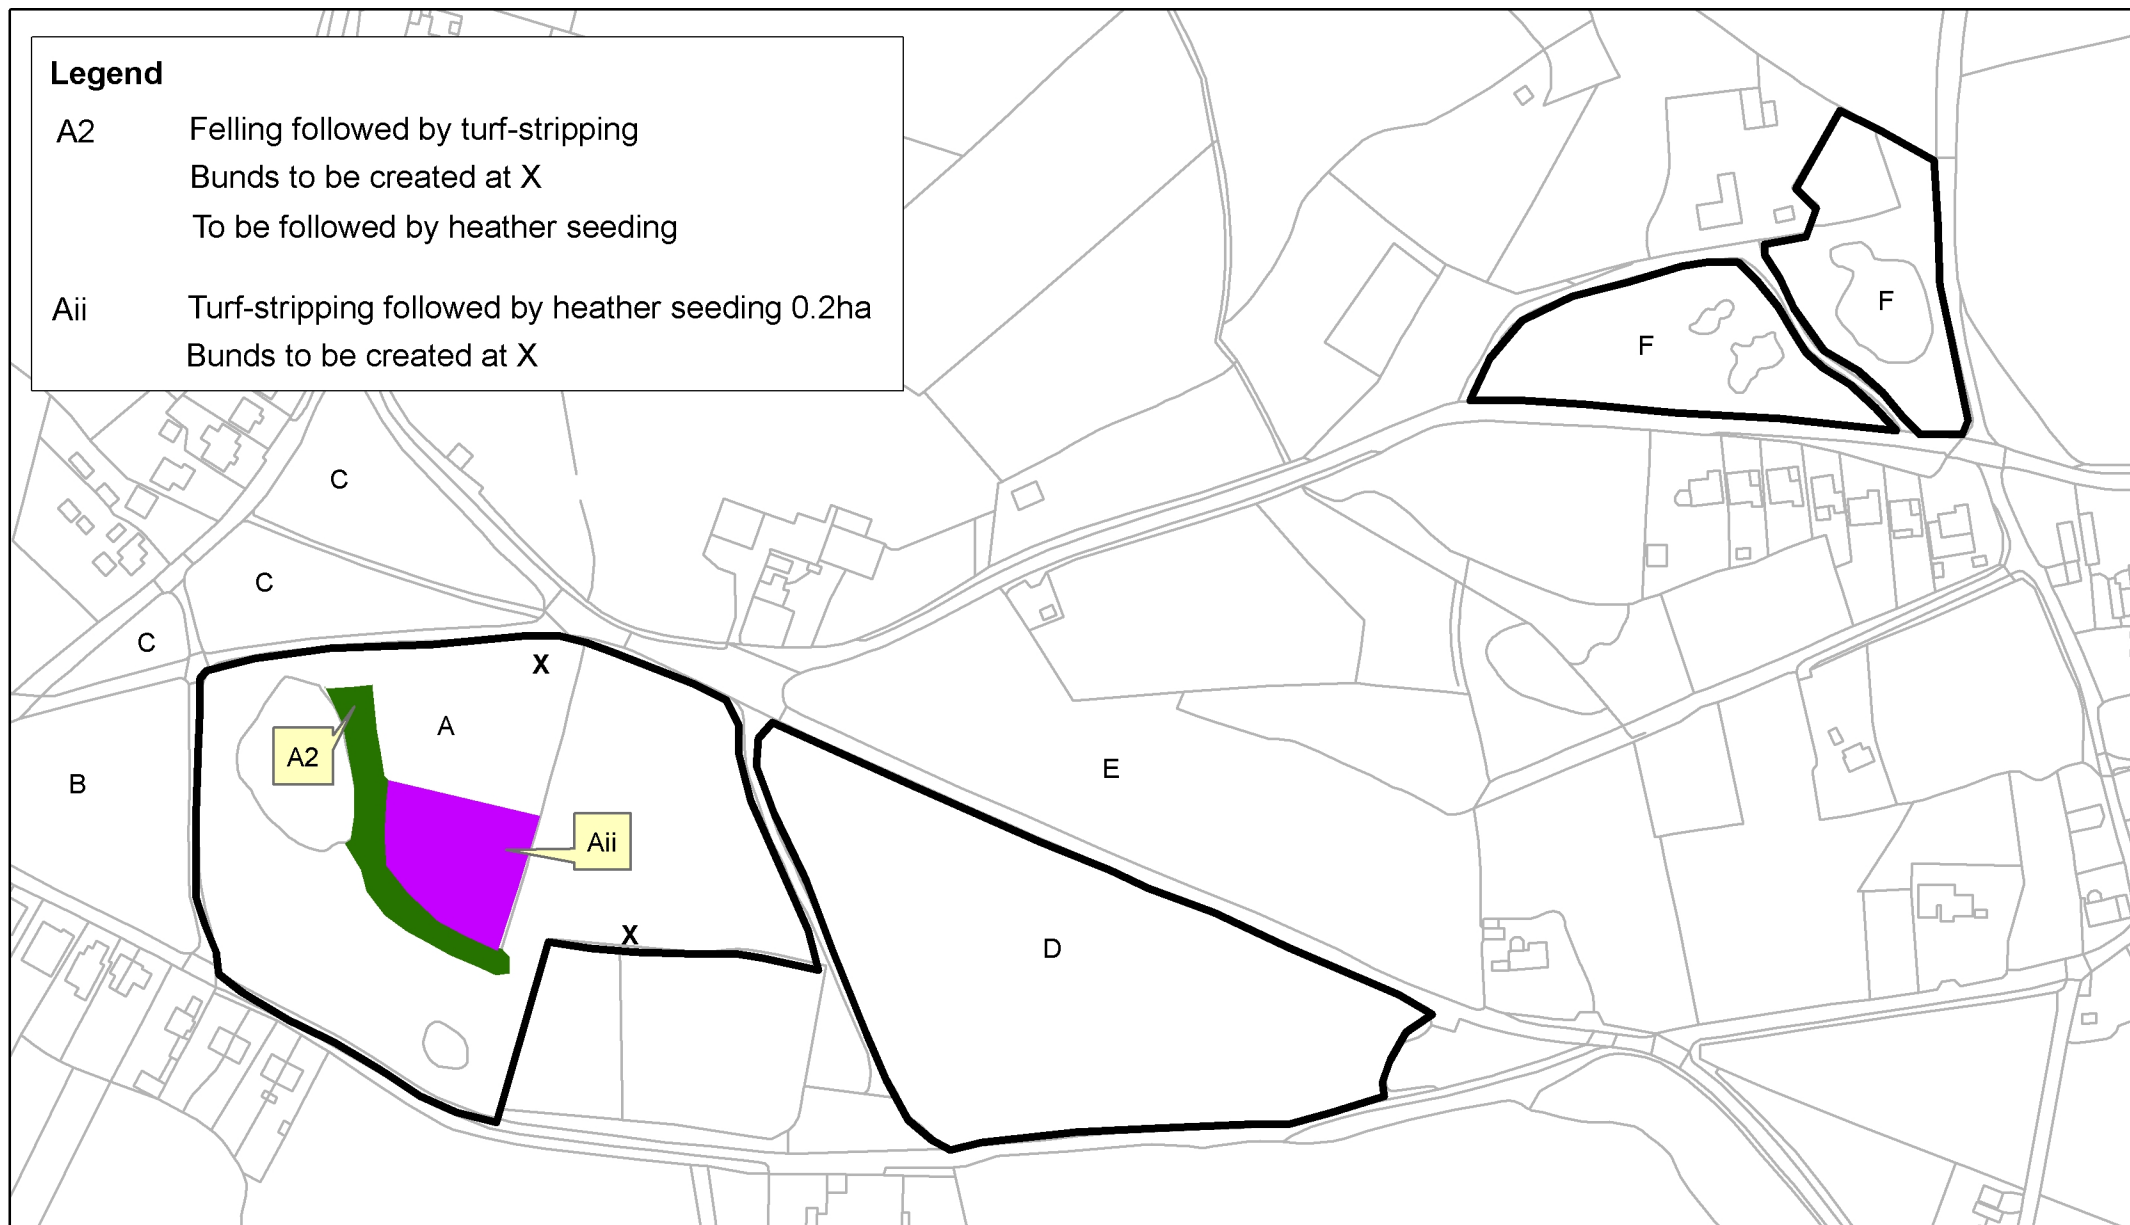 Legend
A2 Felling followed by turf-stripping
Bunds to be created at X
To be followed by heather seeding
Aii Turf-stripping followed by heather seeding 0.2ha
Bunds to be created at X
F
F
C
C
C
X
A
A2
B
E
Aii
X
D